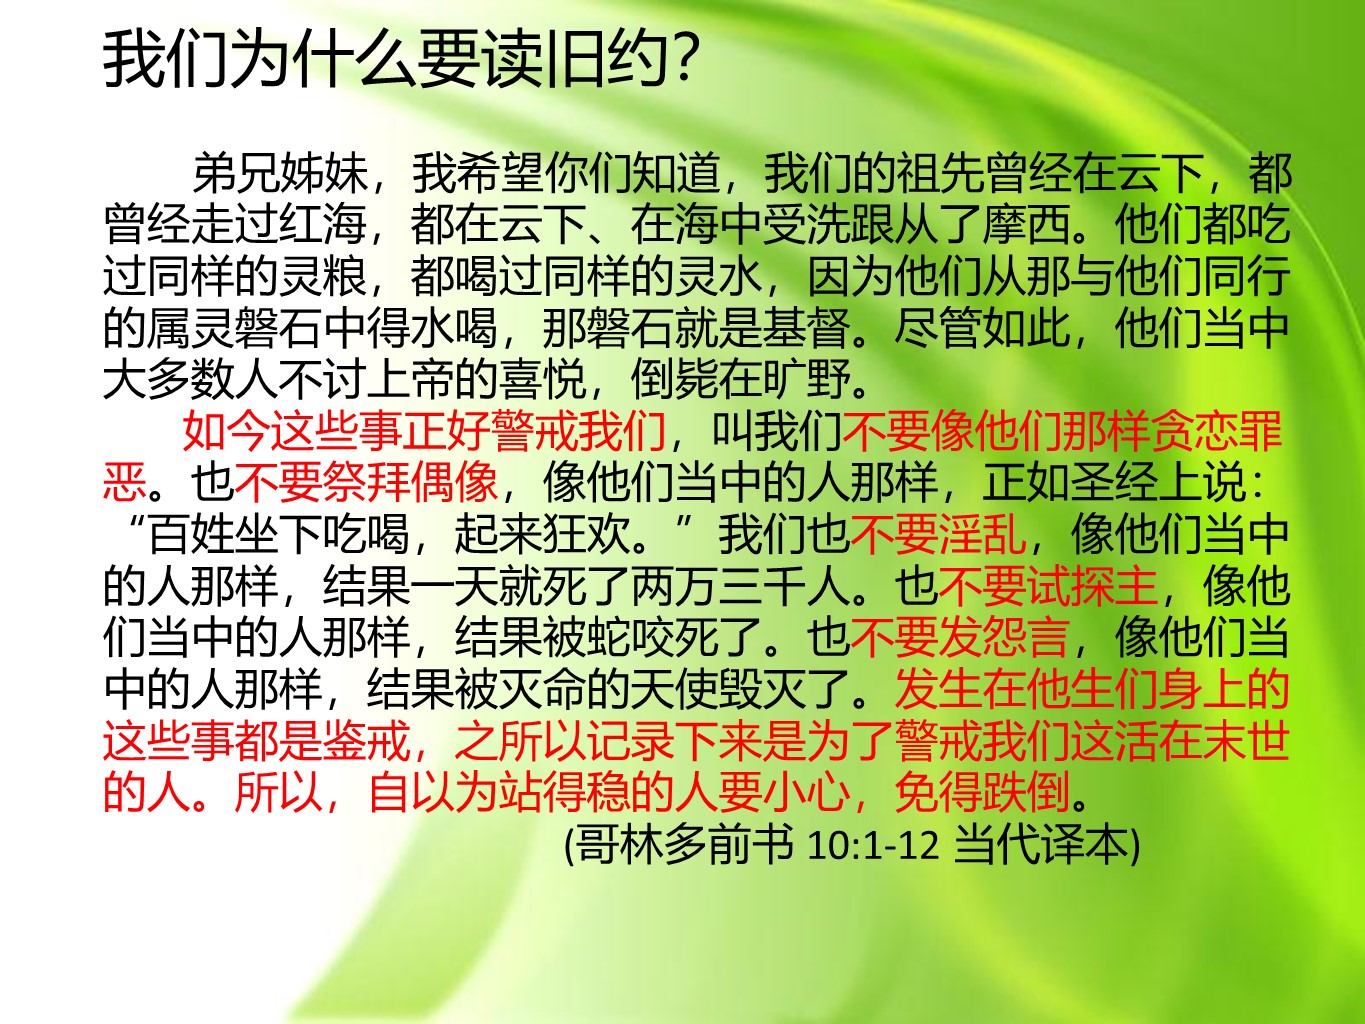 我们为什么要读旧约？
弟兄姊妹，我希望你们知道，我们的祖先曾经在云下，都
曾经走过红海，都在云下、在海中受洗跟从了摩西。他们都吃
过同样的灵粮，都喝过同样的灵水，因为他们从那与他们同行
的属灵磐石中得水喝，那磐石就是基督。尽管如此，他们当中
大多数人不讨上帝的喜悦，倒毙在旷野。
如今这些事正好警戒我们，叫我们不要像他们那样贪恋罪
恶。也不要祭拜偶像，像他们当中的人那样，正如圣经上说：
“百姓坐下吃喝，起来狂欢。”我们也不要淫乱，像他们当中
的人那样，结果一天就死了两万三千人。也不要试探主，像他
们当中的人那样，结果被蛇咬死了。也不要发怨言，像他们当
中的人那样，结果被灭命的天使毁灭了。发生在他生们身上的
这些事都是鉴戒，之所以记录下来是为了警戒我们这活在末世
的人。所以，自以为站得稳的人要小心，免得跌倒。
(哥林多前书 10:1-12 当代译本)